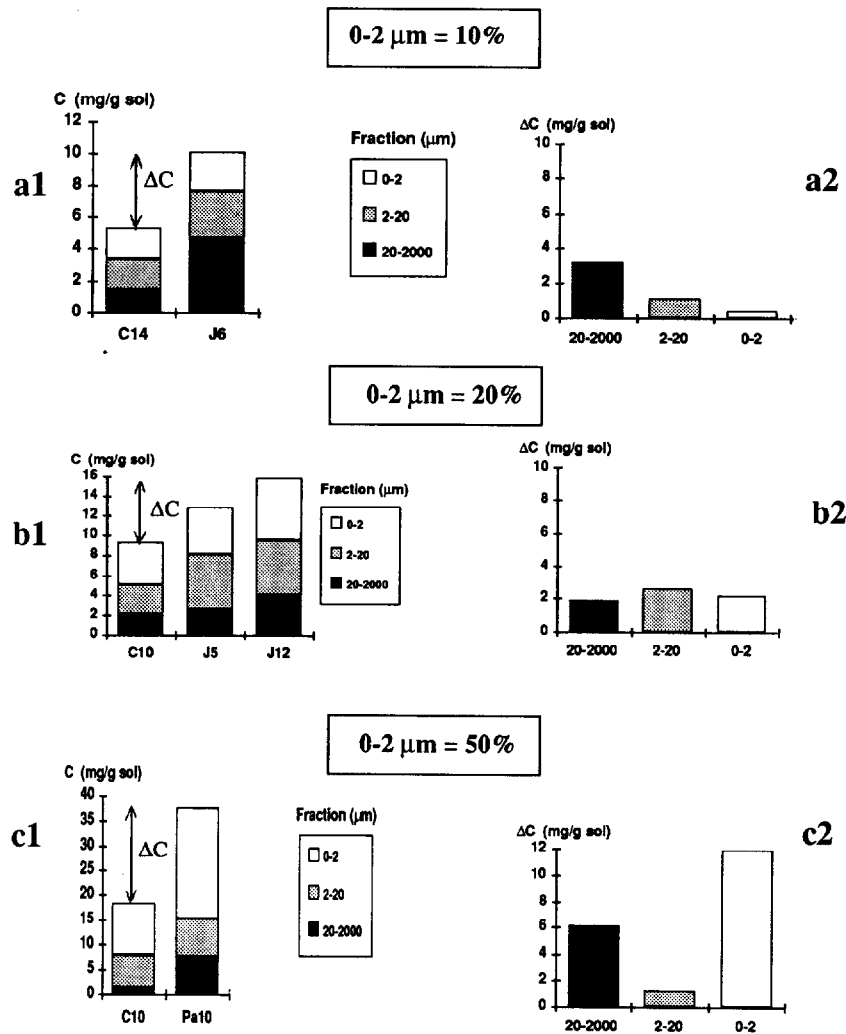 0-2 μm = 10%
a1
C (mg/g sol)
12
10
8
6
4
2
0
ΔC
C14
J6
Fraction (μm)
0-2
2-20
20-2000
a2
ΔC (mg/g sol)
10
8
6
4
2
0
20-2000
2-20
0-2
0-2 μm = 20%
b1
C (mg/g sol)
16
14
12
10
8
6
4
2
0
ΔC
C10
J5
J12
Fraction (μm)
0-2
2-20
20-2000
b2
ΔC (mg/g sol)
10
8
6
4
2
0
20-2000
2-20
0-2
0-2 μm = 50%
c1
C (mg/g sol)
40
35
30
25
20
15
10
5
0
ΔC
C10
Pa10
Fraction (μm)
0-2
2-20
20-2000
c2
ΔC (mg/g sol)
12
10
8
6
4
2
0
20-2000
2-20
0-2